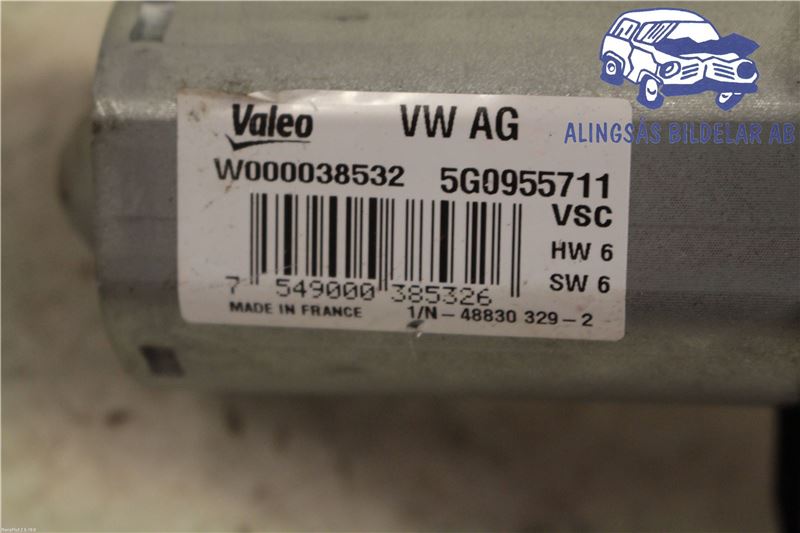 Valeo VW AG
W000038532 5G0955711
VSC
HW 6
SW 6
7 549000 385326
MADE IN FRANCE 1/N-48830 329-2
ALINGSÅS BILDELAR AB